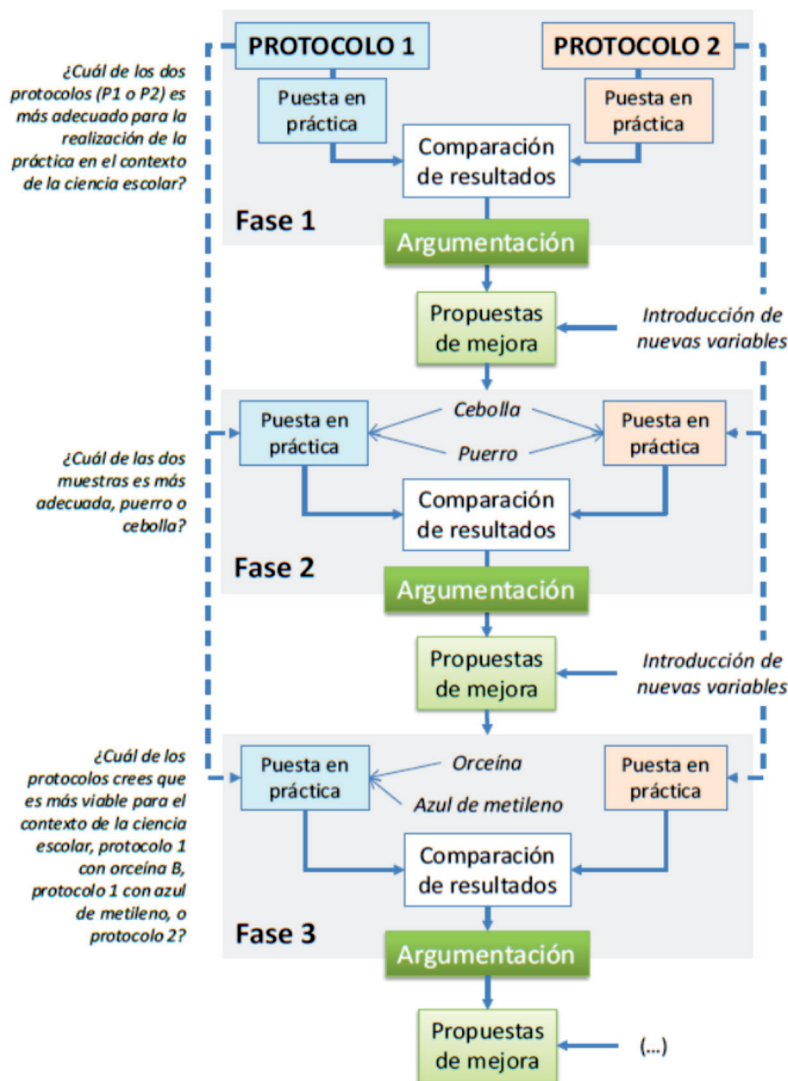 PROTOCOLO 1
PROTOCOLO 2
¿Cuál de los dos
protocolos (P1 o P2) es
más adecuado para la
realización de la
práctica en el contexto
de la ciencia escolar?
Puesta en
práctica
Puesta en
práctica
Comparación
de resultados
Fase 1
Argumentación
Propuestas
de mejora
Introducción de
nuevas variables
Puesta en
práctica
Cebolla
Puerro
Puesta en
práctica
¿Cuál de las dos
muestras es más
adecuada, puerro o
cebolla?
Comparación
de resultados
Fase 2
Argumentación
Propuestas
de mejora
Introducción de
nuevas variables
¿Cuál de los
protocolos crees que
es más viable para el
contexto de la ciencia
escolar, protocolo 1
con orceína B,
protocolo 1 con azul
de metileno, o
protocolo 2?
Puesta en
práctica
Orceína
Azul de metileno
Puesta en
práctica
Comparación
de resultados
Fase 3
Argumentación
Propuestas
de mejora
(...)